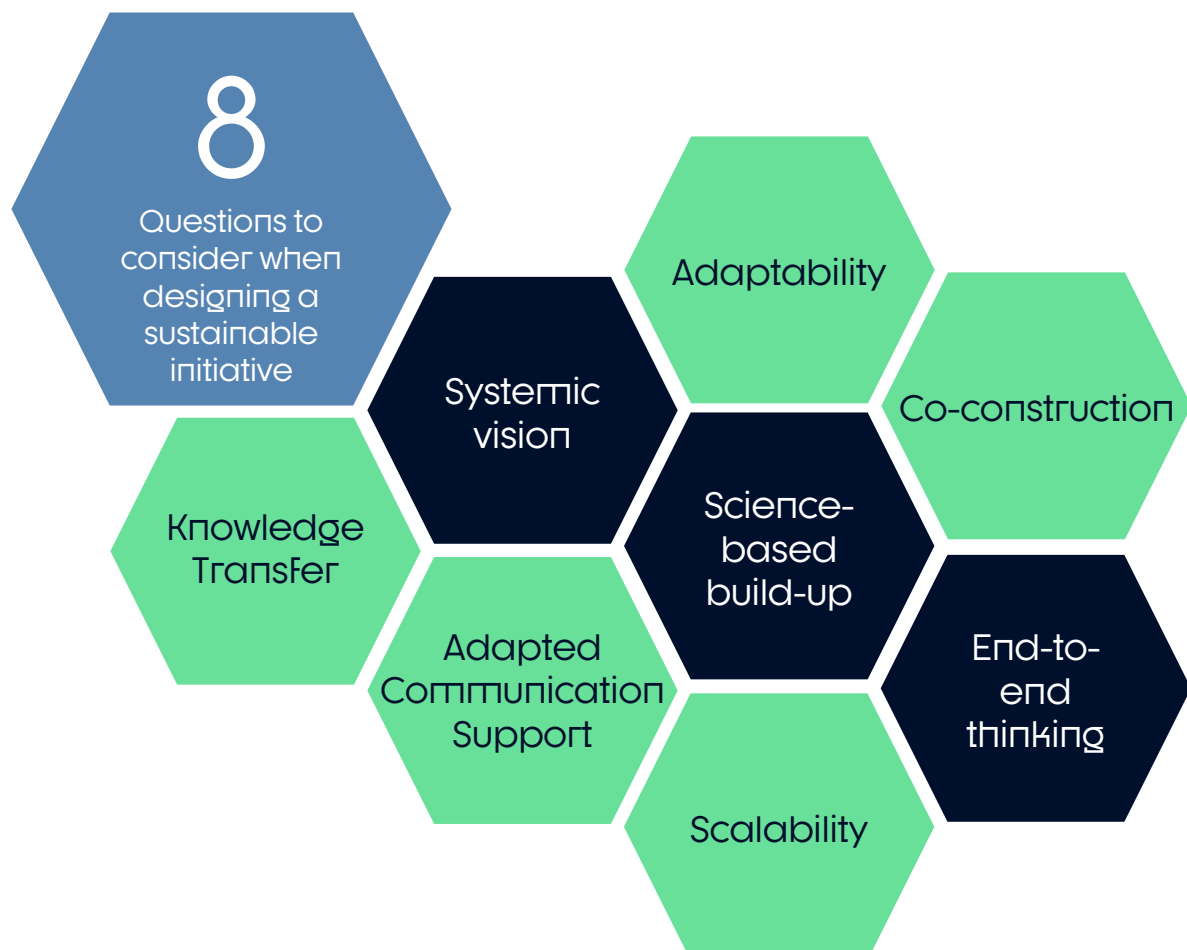 8
Questions to
consider when
designing a
sustainable
initiative
Adaptability
Systemic
vision
Co-construction
Knowledge
Transfer
Science-
based
build-up
Adapted
Communication
Support
End-to-
end
thinking
Scalability